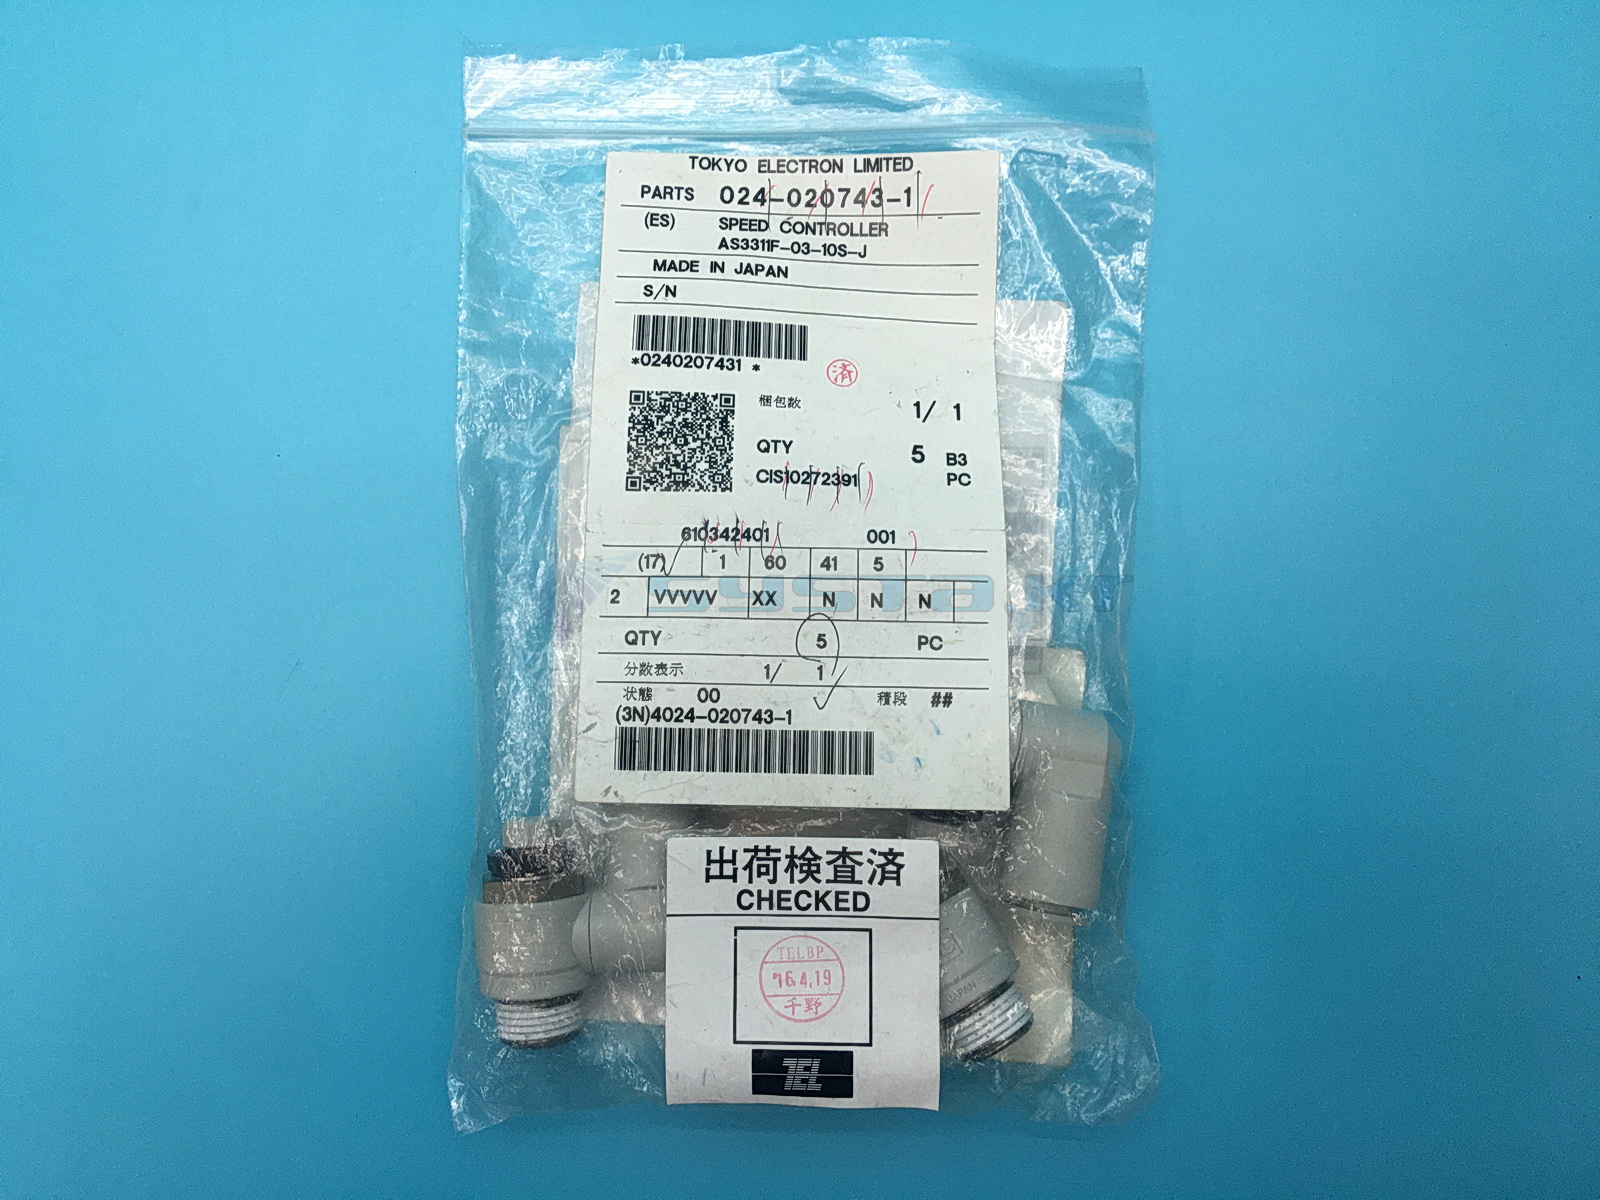 TOKYO ELECTRON LIMITED
PARTS 024-020743-1
(ES) SPEED CONTROLLER
AS3311F-03-10S-J
MADE IN JAPAN
S/N
*0240207431 *
済
梱包数 1/ 1
QTY 5 B3
CIS10272391 PC
610342401 001
(17) 1 60 41 5
2 VVVVV XX N N N
QTY 5 PC
分数表示 1/ 1
状態 00 積段 ##
(3N)4024-020743-1
出荷検査済
CHECKED
TELBP
16.4.19
千野
TEL
JAPAN